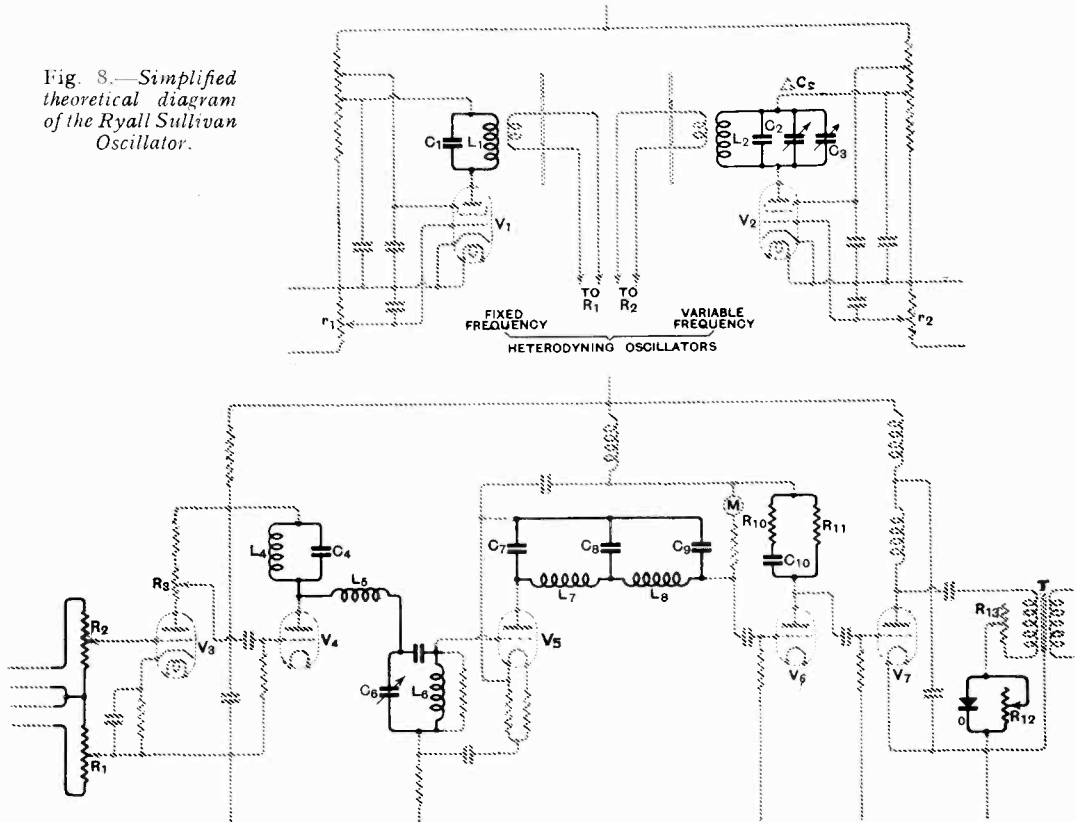 Fig. 8.—Simplified
theoretical diagram
of the Ryall Sullivan
Oscillator.
C1
L1
V1
r1
L2
C2
C3
ΔC2
V2
r2
TO
R1
TO
R2
FIXED
FREQUENCY
VARIABLE
FREQUENCY
HETERODYNING OSCILLATORS
R2
R1
R3
V3
L4
C4
V4
L5
C6
L6
V5
C7
C8
C9
L7
L8
M
R10
R11
C10
V6
V7
R13
T
O
R12